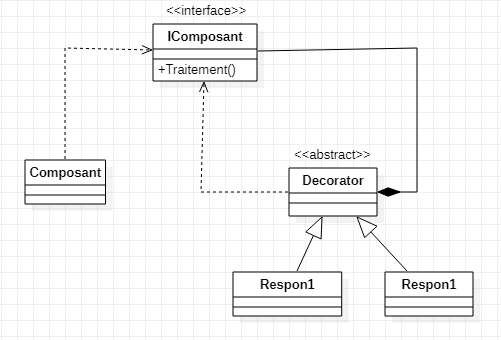 <<interface>>
IComposant
+Traitement()
Composant
<<abstract>>
Decorator
Respon1
Respon1